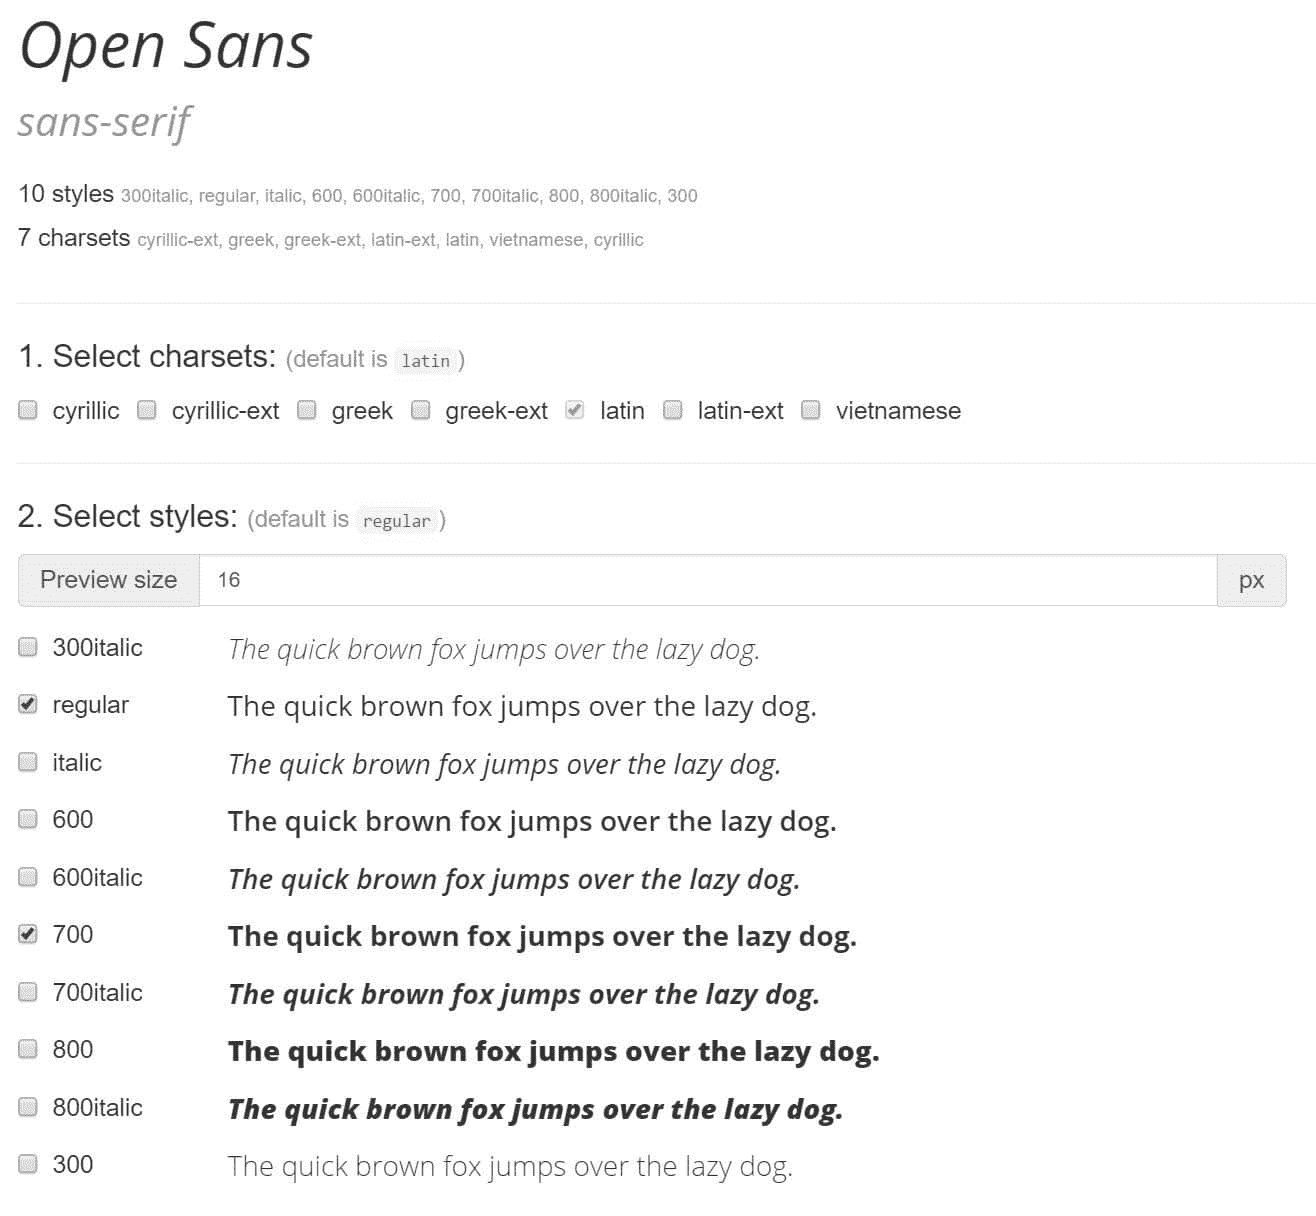 Open Sans
sans-serif
10 styles 300italic, regular, italic, 600, 600italic, 700, 700italic, 800, 800italic, 300
7 charsets cyrillic-ext, greek, greek-ext, latin-ext, latin, vietnamese, cyrillic
1. Select charsets: (default is latin)
cyrillic cyrillic-ext greek greek-ext latin latin-ext vietnamese
2. Select styles: (default is regular)
Preview size 16 px
300italic The quick brown fox jumps over the lazy dog.
regular The quick brown fox jumps over the lazy dog.
italic The quick brown fox jumps over the lazy dog.
600 The quick brown fox jumps over the lazy dog.
600italic The quick brown fox jumps over the lazy dog.
700 The quick brown fox jumps over the lazy dog.
700italic The quick brown fox jumps over the lazy dog.
800 The quick brown fox jumps over the lazy dog.
800italic The quick brown fox jumps over the lazy dog.
300 The quick brown fox jumps over the lazy dog.